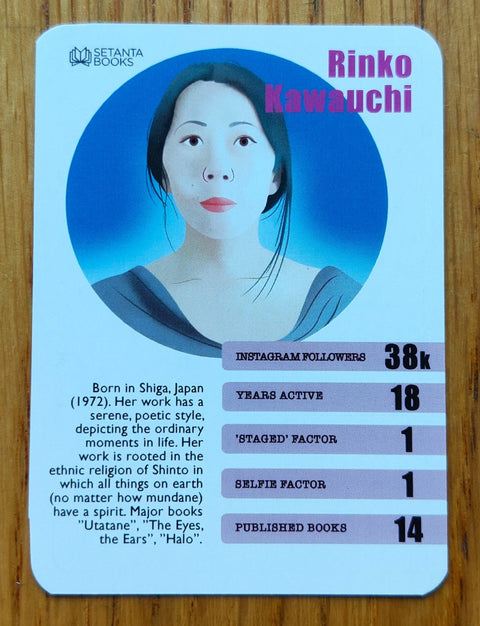 SETANTA
BOOKS
Rinko
Kawauchi
INSTAGRAM FOLLOWERS 38k
YEARS ACTIVE 18
'STAGED' FACTOR 1
SELFIE FACTOR 1
PUBLISHED BOOKS 14
Born in Shiga, Japan
(1972). Her work has a
serene, poetic style,
depicting the ordinary
moments in life. Her
work is rooted in the
ethnic religion of Shinto in
which all things on earth
(no matter how mundane)
have a spirit. Major books
"Utatane", "The Eyes,
the Ears", "Halo".